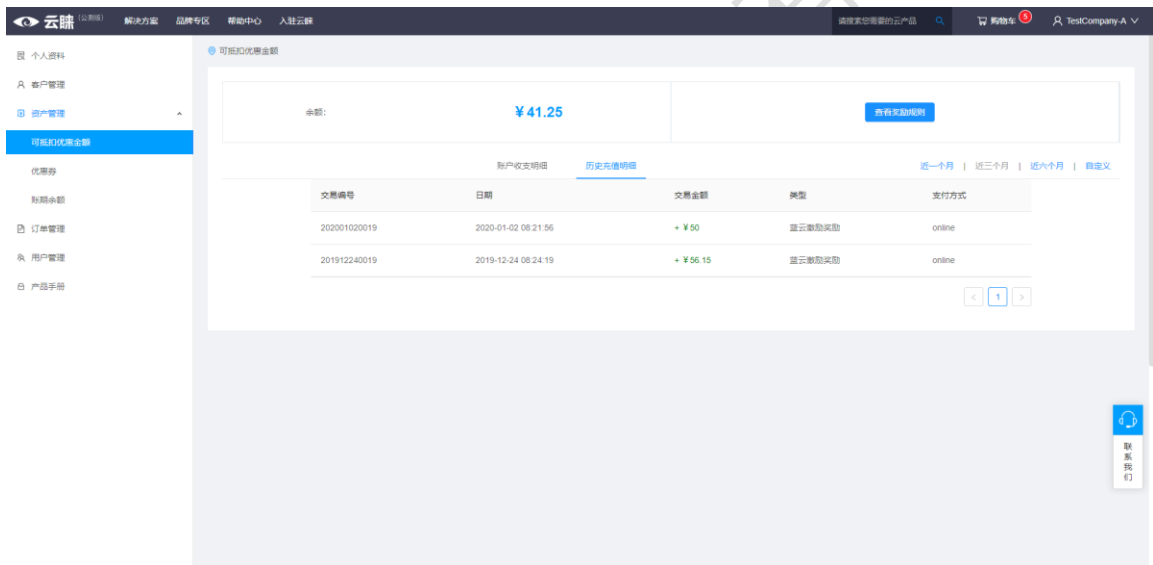 云睐 (公测版) 解决方案 品牌专区 帮助中心 入驻云睐 请搜索您需要的云产品 购物车 5 TestCompany-A
个人资料
客户管理
资产管理
可抵扣优惠金额
优惠券
账期余额
订单管理
用户管理
产品手册
可抵扣优惠金额
余额: ¥ 41.25 查看奖励规则
账户收支明细 历史充值明细 近一个月 | 近三个月 | 近六个月 | 自定义
交易编号 日期 交易金额 类型 支付方式
202001020019 2020-01-02 08:21:56 + ¥ 50 蓝云激励奖励 online
201912240019 2019-12-24 08:24:19 + ¥ 56.15 蓝云激励奖励 online
< 1 >
联
系
我
们